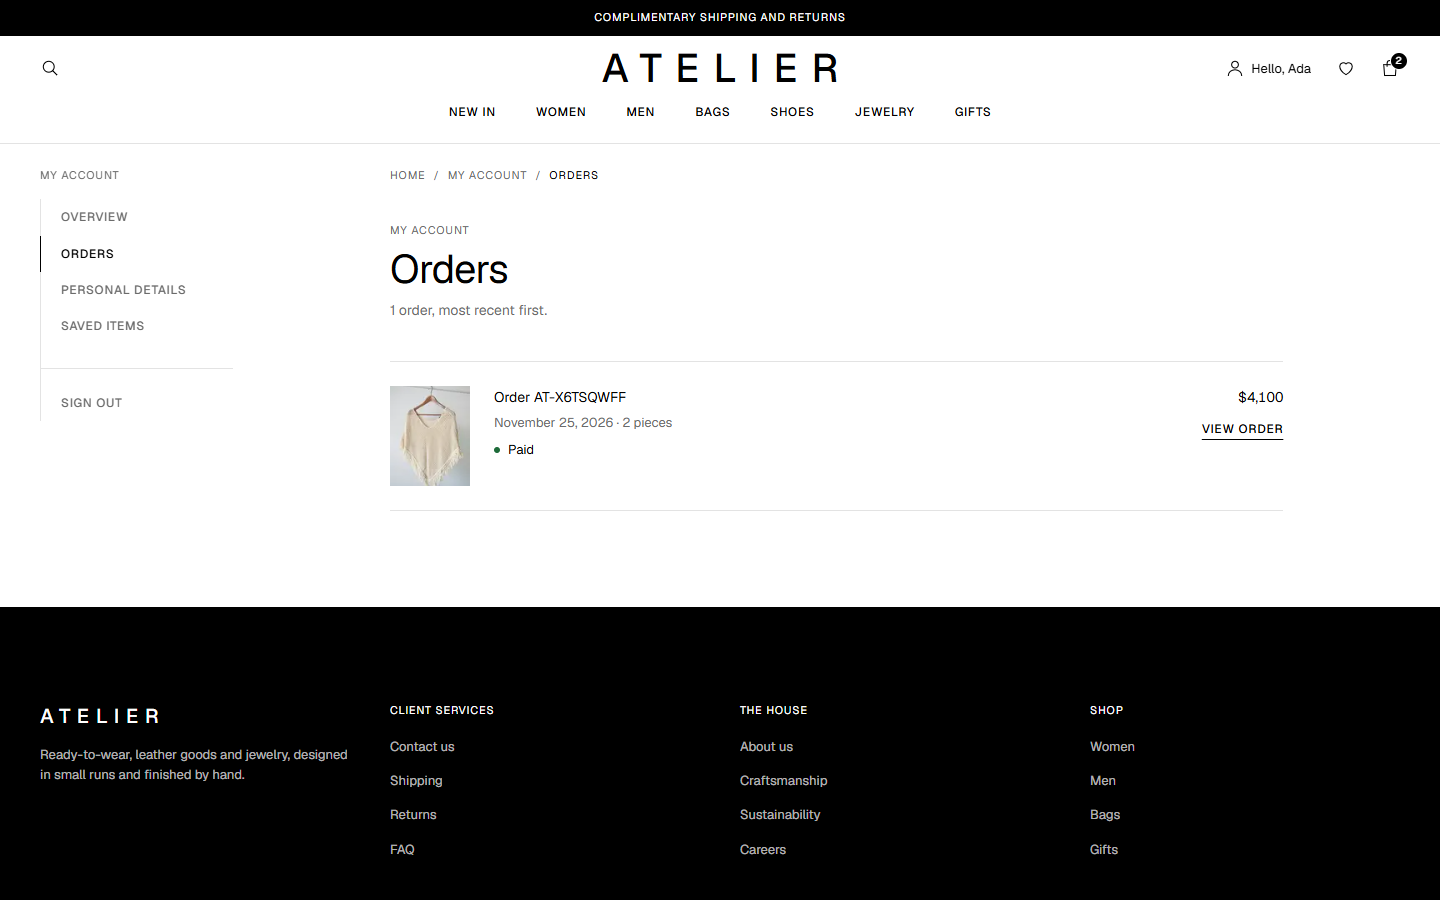 COMPLIMENTARY SHIPPING AND RETURNS
ATELIER
Hello, Ada
2
NEW IN
WOMEN
MEN
BAGS
SHOES
JEWELRY
GIFTS
MY ACCOUNT
OVERVIEW
ORDERS
PERSONAL DETAILS
SAVED ITEMS
SIGN OUT
HOME / MY ACCOUNT / ORDERS
MY ACCOUNT
Orders
1 order, most recent first.
Order AT-X6TSQWFF
November 25, 2026 · 2 pieces
Paid
$4,100
VIEW ORDER
ATELIER
Ready-to-wear, leather goods and jewelry, designed
in small runs and finished by hand.
CLIENT SERVICES
Contact us
Shipping
Returns
FAQ
THE HOUSE
About us
Craftsmanship
Sustainability
Careers
SHOP
Women
Men
Bags
Gifts